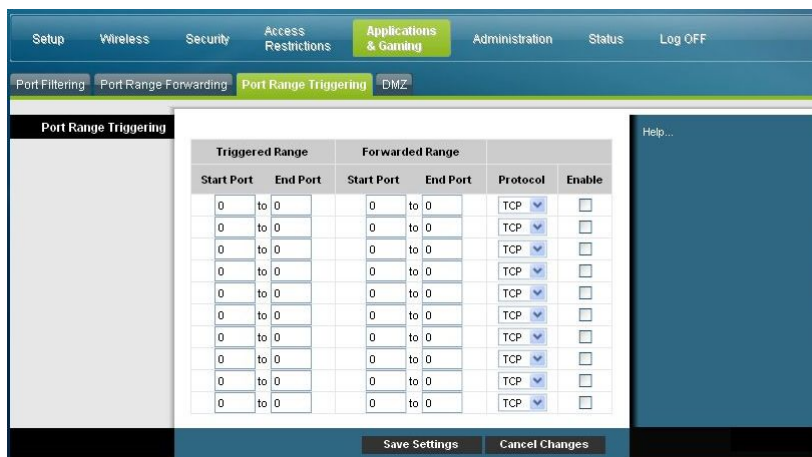 Setup Wireless Security Access Restrictions Applications & Gaming Administration Status Log OFF
Port Filtering Port Range Forwarding Port Range Triggering DMZ
Port Range Triggering
Help...
Triggered Range Forwarded Range
Start Port End Port Start Port End Port Protocol Enable
0 to 0 0 to 0 TCP
0 to 0 0 to 0 TCP
0 to 0 0 to 0 TCP
0 to 0 0 to 0 TCP
0 to 0 0 to 0 TCP
0 to 0 0 to 0 TCP
0 to 0 0 to 0 TCP
0 to 0 0 to 0 TCP
0 to 0 0 to 0 TCP
0 to 0 0 to 0 TCP
Save Settings Cancel Changes